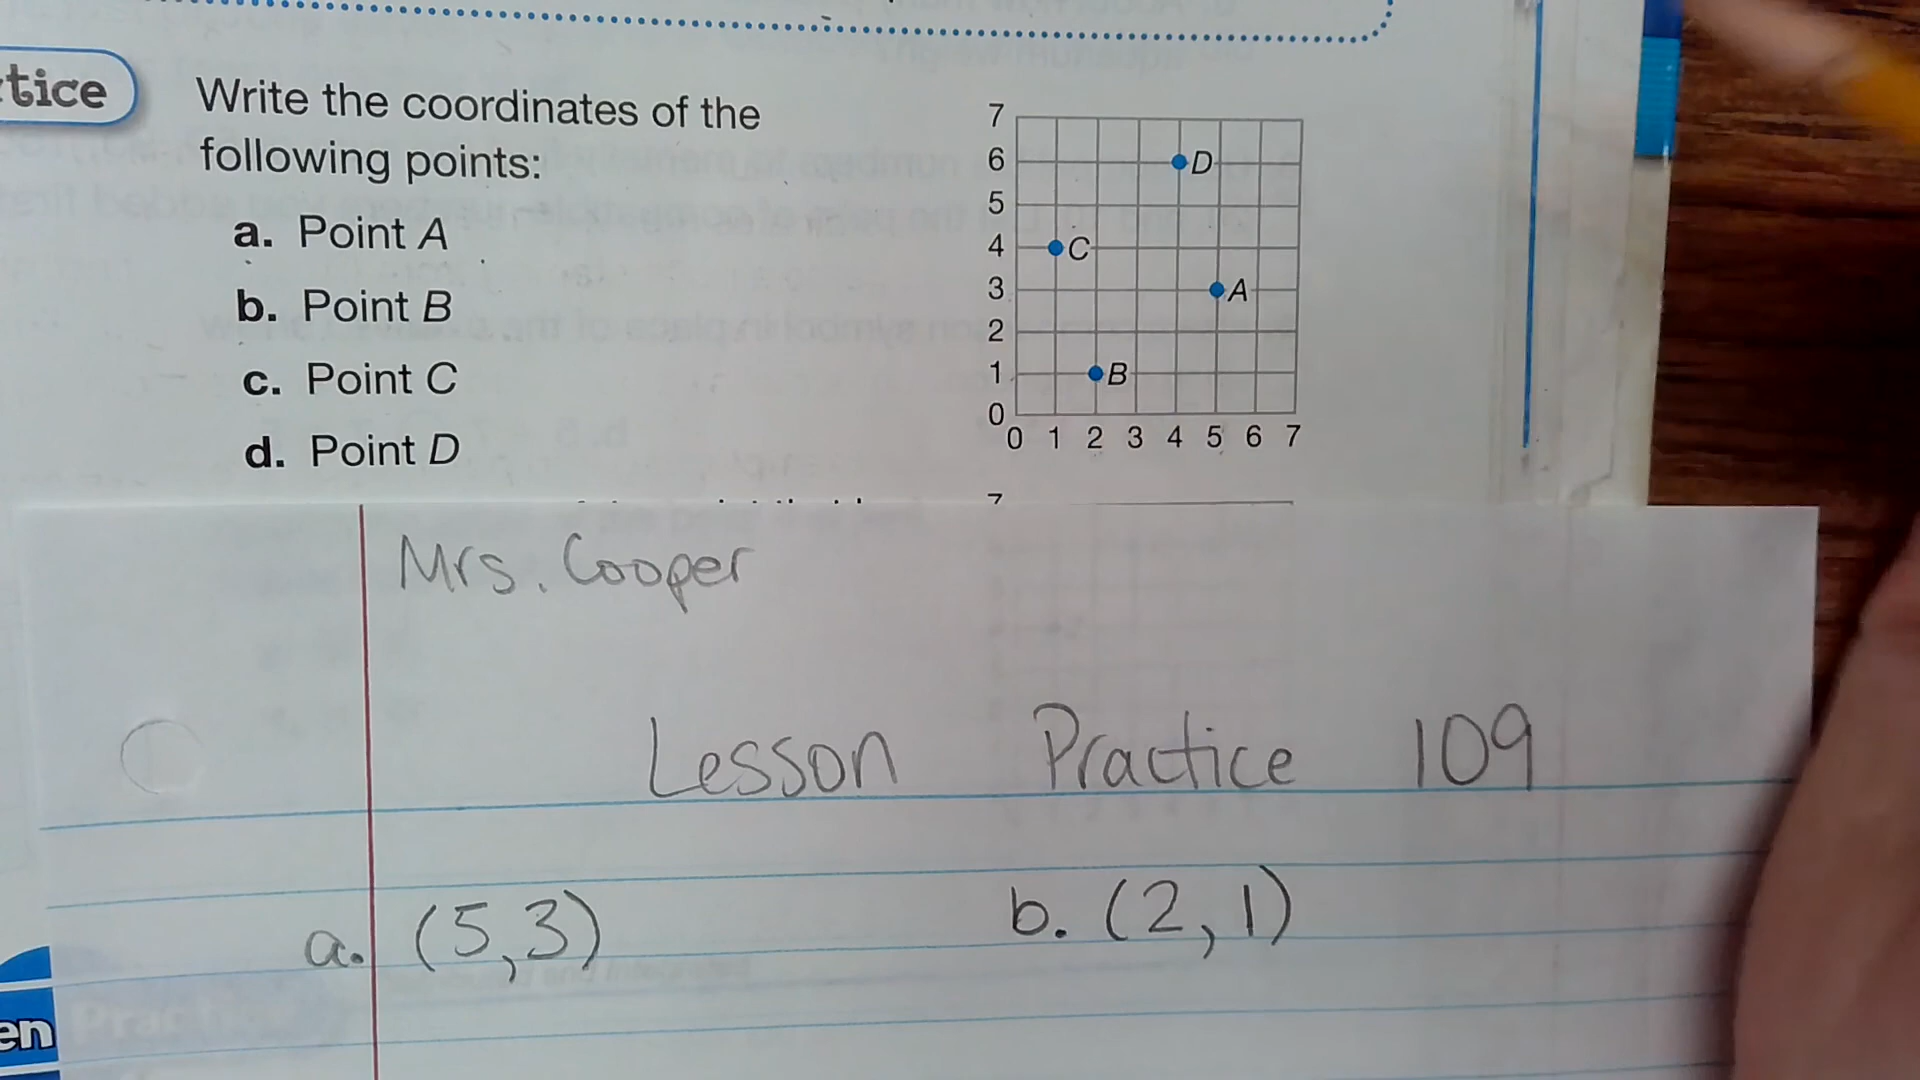 tice
Write the coordinates of the
following points:
a. Point A
b. Point B
c. Point C
d. Point D
7
6
5
4
3
2
1
0
D
C
A
B
0 1 2 3 4 5 6 7
7
Mrs. Cooper
Lesson Practice 109
a. (5,3)
b. (2,1)
en
Practice